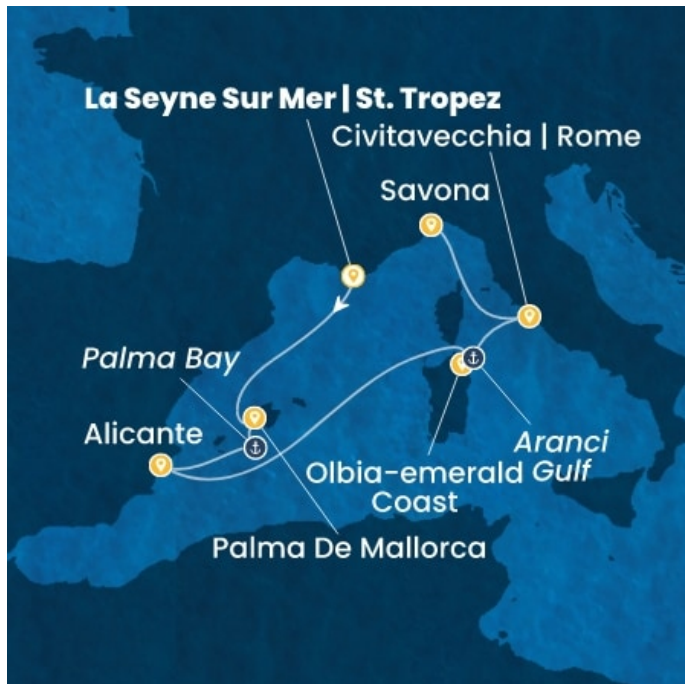 La Seyne Sur Mer | St. Tropez
Civitavecchia | Rome
Savona
Palma Bay
Alicante
Aranci
Gulf
Olbia-emerald
Coast
Palma De Mallorca